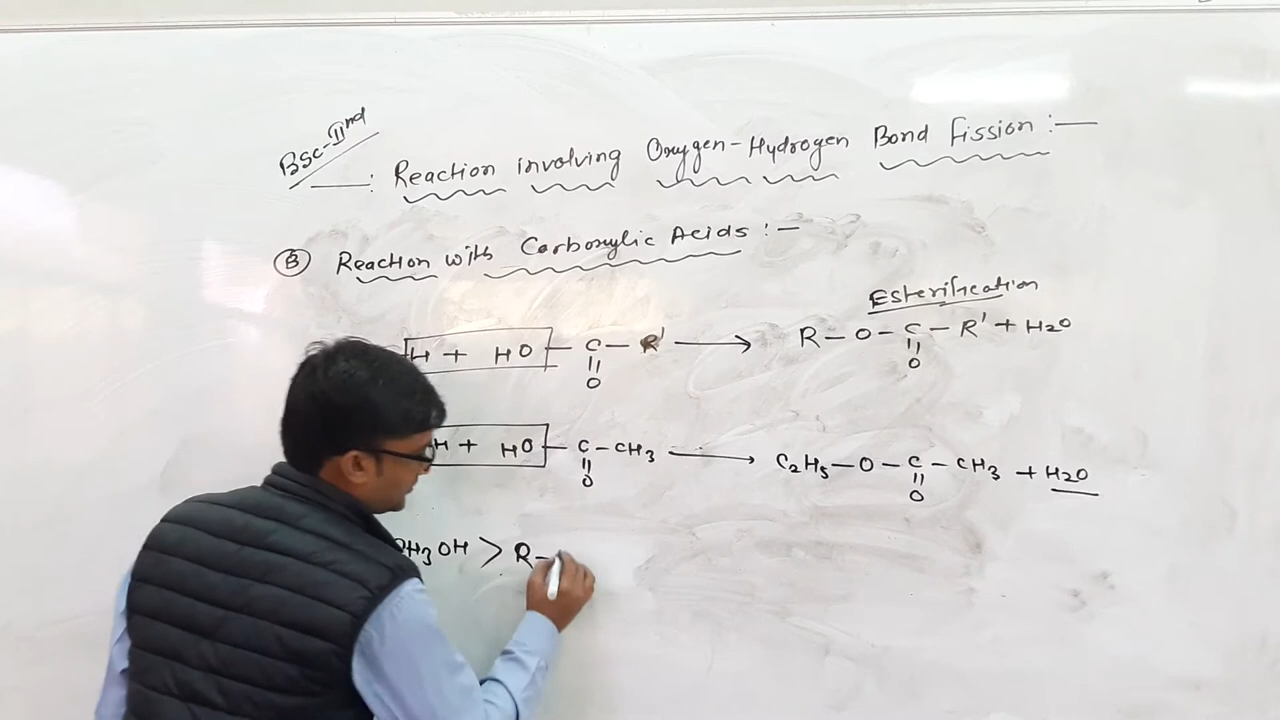 BSc-IInd
Reaction involving Oxygen-Hydrogen Bond Fission :—
(B) Reaction with Carboxylic Acids :—
Esterification
H + HO — C — R' → R — O — C — R' + H2O
|| ||
O O
H + HO — C — CH3 → C2H5 — O — C — CH3 + H2O
|| ||
O O
CH3OH > R —